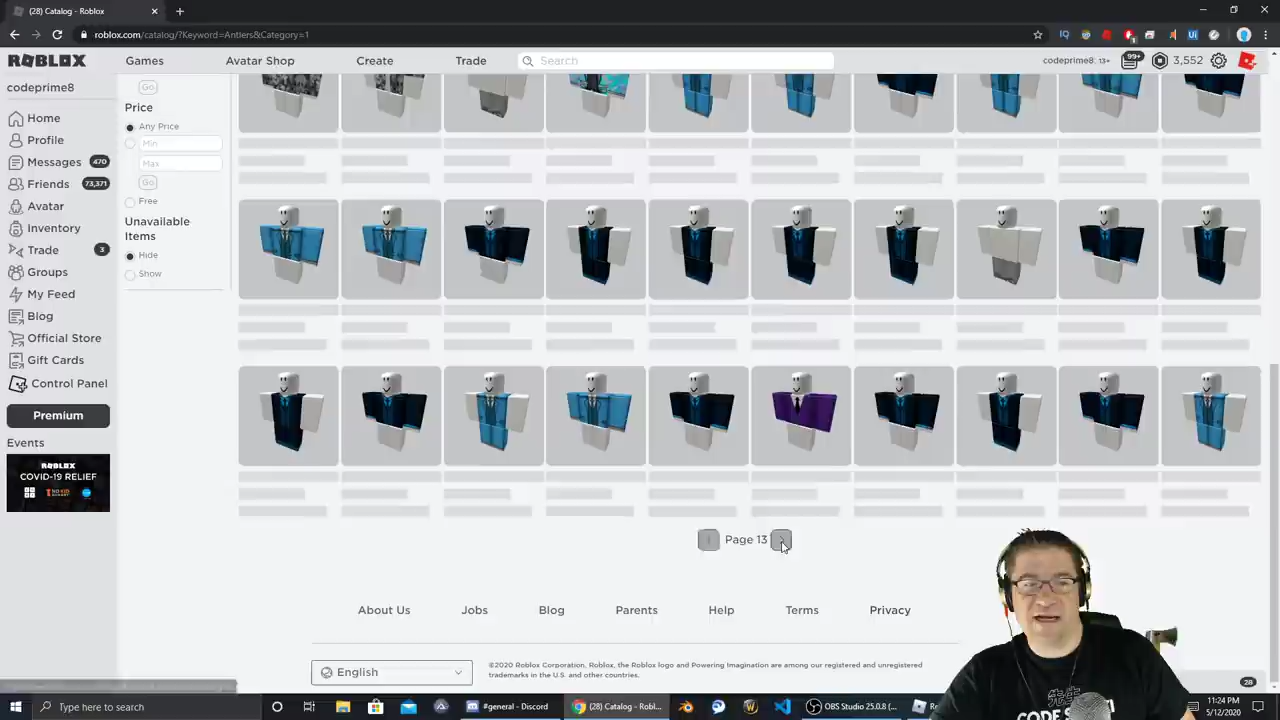 (28) Catalog - Roblox
roblox.com/catalog/?Keyword=Antlers&Category=1
ROBLOX
Games
Avatar Shop
Create
Trade
Search
codeprime8: 13+
99+
3,552
codeprime8
Home
Profile
Messages 470
Friends 73,371
Avatar
Inventory
Trade 3
Groups
My Feed
Blog
Official Store
Gift Cards
Control Panel
Premium
Events
ROBLOX
COVID-19 RELIEF
Go
Price
Any Price
Min
Max
Go
Free
Unavailable
Items
Hide
Show
Page 13
About Us
Jobs
Blog
Parents
Help
Terms
Privacy
English
©2020 Roblox Corporation. Roblox, the Roblox logo and Powering Imagination are among our registered and unregistered
trademarks in the U.S. and other countries.
28
Type here to search
#general - Discord
(28) Catalog - Robl...
OBS Studio 25.0.8 (...
11:24 PM
5/12/2020